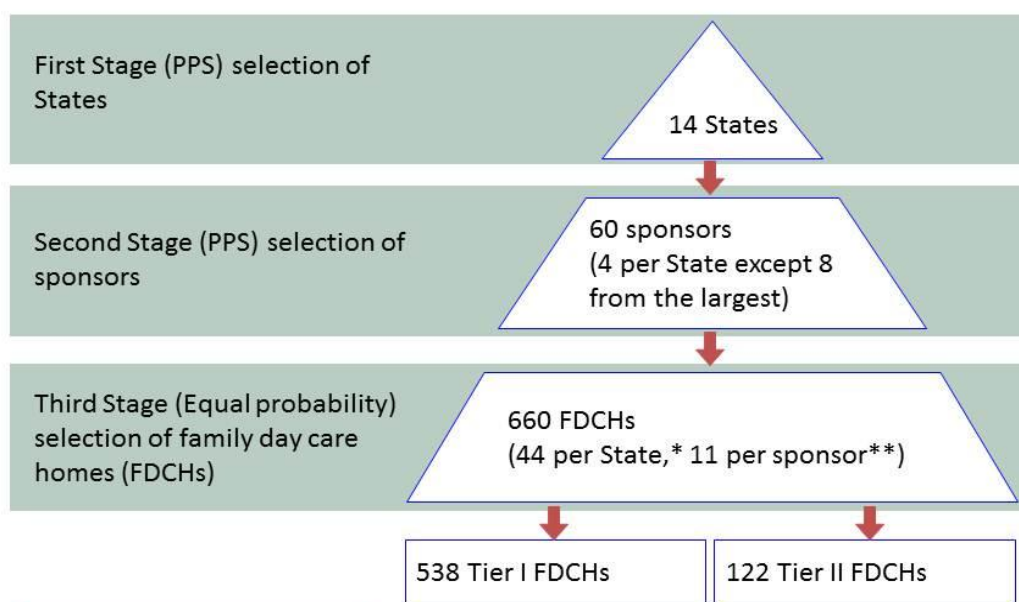 First Stage (PPS) selection of
States
14 States
Second Stage (PPS) selection of
sponsors
60 sponsors
(4 per State except 8
from the largest)
Third Stage (Equal probability)
selection of family day care
homes (FDCHs)
660 FDCHs
(44 per State,* 11 per sponsor**)
538 Tier I FDCHs
122 Tier II FDCHs